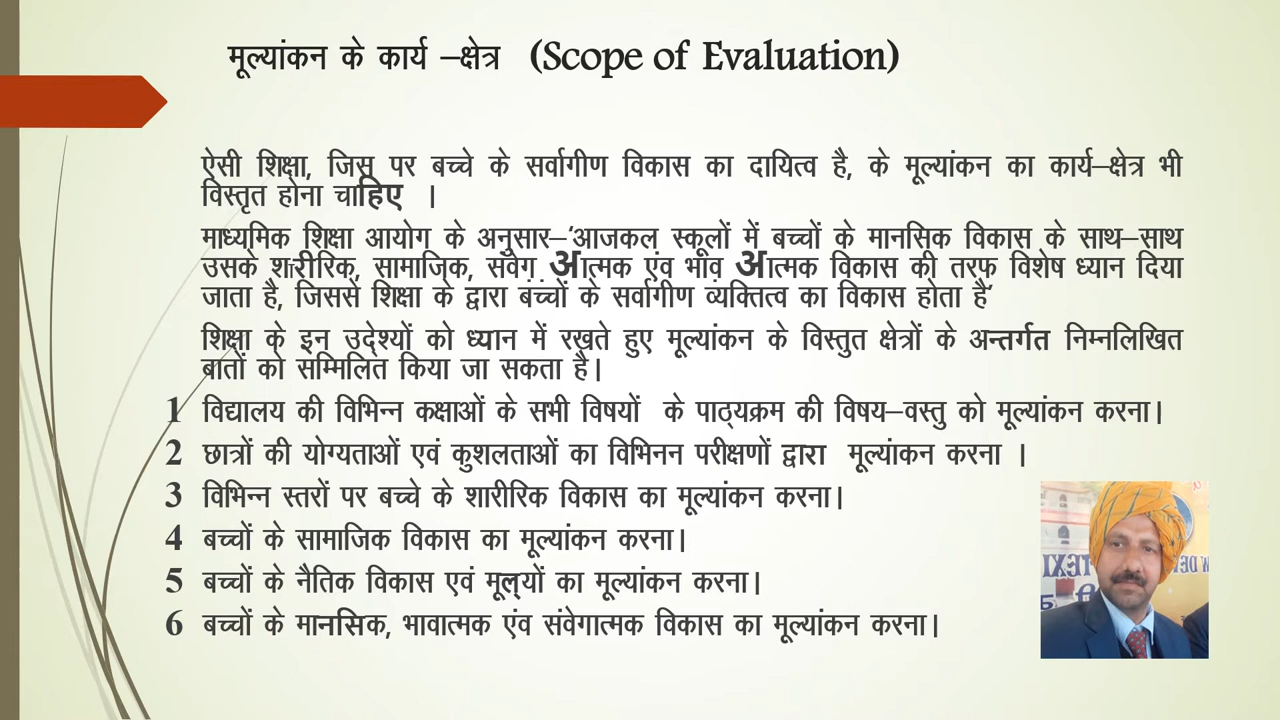 मूल्यांकन के कार्य –क्षेत्र (Scope of Evaluation)
ऐसी शिक्षा, जिस पर बच्चे के सर्वागीण विकास का दायित्व है, के मूल्यांकन का कार्य–क्षेत्र भी
विस्तृत होना चाहिए ।
माध्यमिक शिक्षा आयोग के अनुसार–'आजकल स्कूलों में बच्चों के मानसिक विकास के साथ–साथ
उसके शारीरिक, सामाजिक, संवेग अात्मक एंव भाव अात्मक विकास की तरफ विशेष ध्यान दिया
जाता है, जिससे शिक्षा के द्वारा बच्चों के सर्वागीण व्यक्तित्व का विकास होता है'
शिक्षा के इन उदे्श्यों को ध्यान में रखते हुए मूल्यांकन के विस्तुत क्षेत्रों के अन्तर्गत निम्नलिखित
बातों को सम्मिलित किया जा सकता है।
1 विद्यालय की विभिन्न कक्षाओं के सभी विषयों के पाठ्यक्रम की विषय–वस्तु को मूल्यांकन करना।
2 छात्रों की योग्यताओं एवं कुशलताओं का विभिनन परीक्षणों द्वारा मूल्यांकन करना ।
3 विभिन्न स्तरों पर बच्चे के शारीरिक विकास का मूल्यांकन करना।
4 बच्चों के सामाजिक विकास का मूल्यांकन करना।
5 बच्चों के नैतिक विकास एवं मूल्यों का मूल्यांकन करना।
6 बच्चों के मानसिक, भावात्मक एंव संवेगात्मक विकास का मूल्यांकन करना।